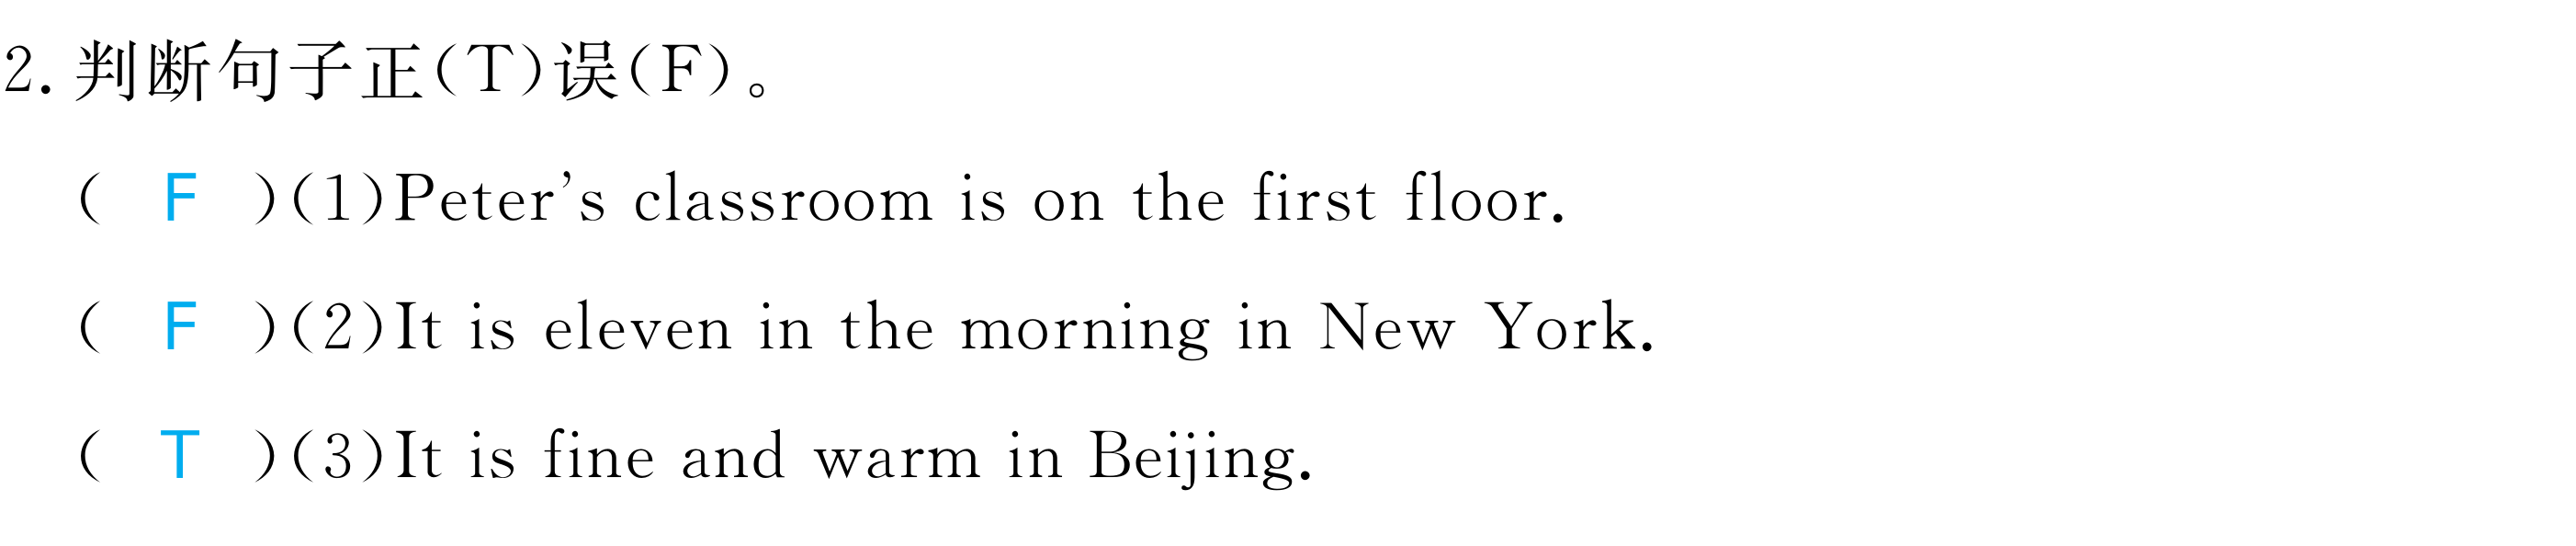 2. 判断句子正(T)误(F)。
( F )(1)Peter's classroom is on the first floor.
( F )(2)It is eleven in the morning in New York.
( T )(3)It is fine and warm in Beijing.